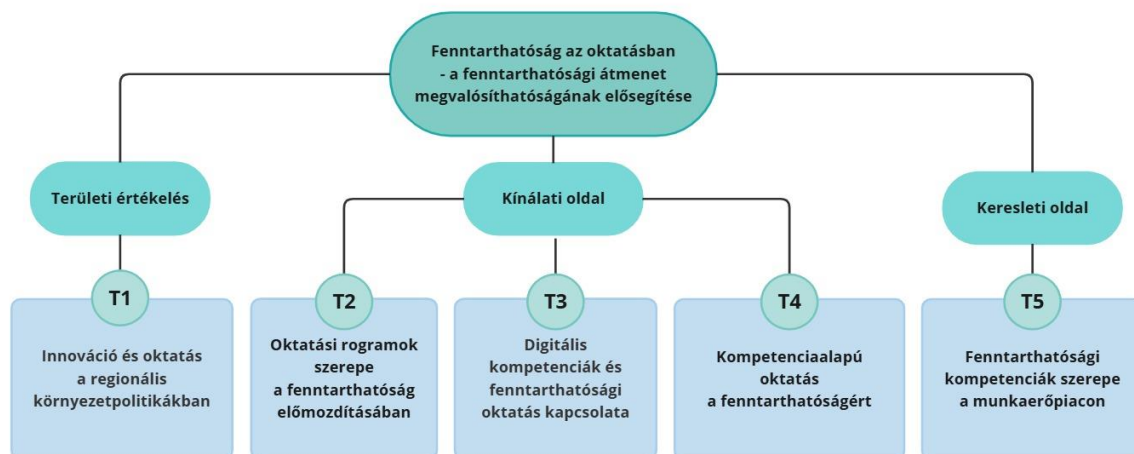 Fenntarthatóság az oktatásban
- a fenntarthatósági átmenet
megvalósíthatóságának elősegítése
Területi értékelés
Kínálati oldal
Keresleti oldal
T1
Innováció és oktatás
a regionális
környezetpolitikákban
T2
Oktatási rogramok
szerepe
a fenntarthatóság
előmozdításában
T3
Digitális
kompetenciák és
fenntarthatósági
oktatás kapcsolata
T4
Kompetenciaalapú
oktatás
a fenntarthatóságért
T5
Fenntarthatósági
kompetenciák szerepe
a munkaerőpiacon